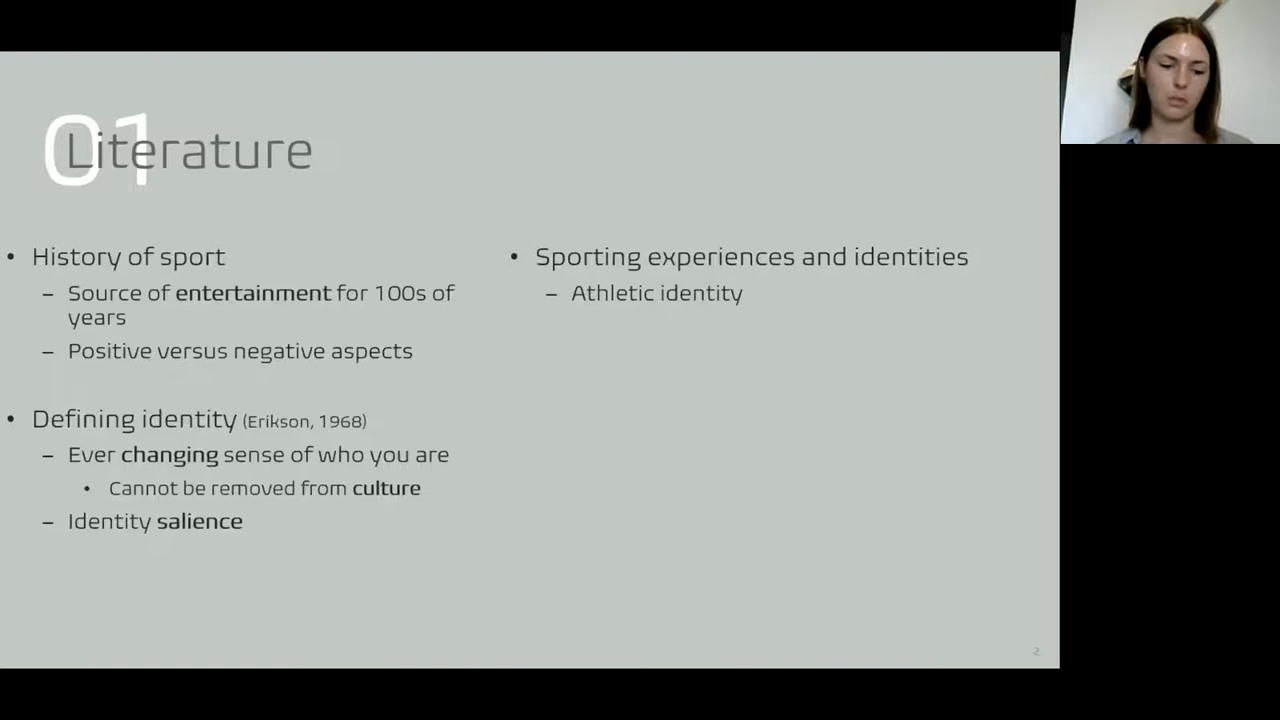 01
Literature
• History of sport
– Source of entertainment for 100s of
years
– Positive versus negative aspects
• Defining identity (Erikson, 1968)
– Ever changing sense of who you are
• Cannot be removed from culture
– Identity salience
• Sporting experiences and identities
– Athletic identity
2